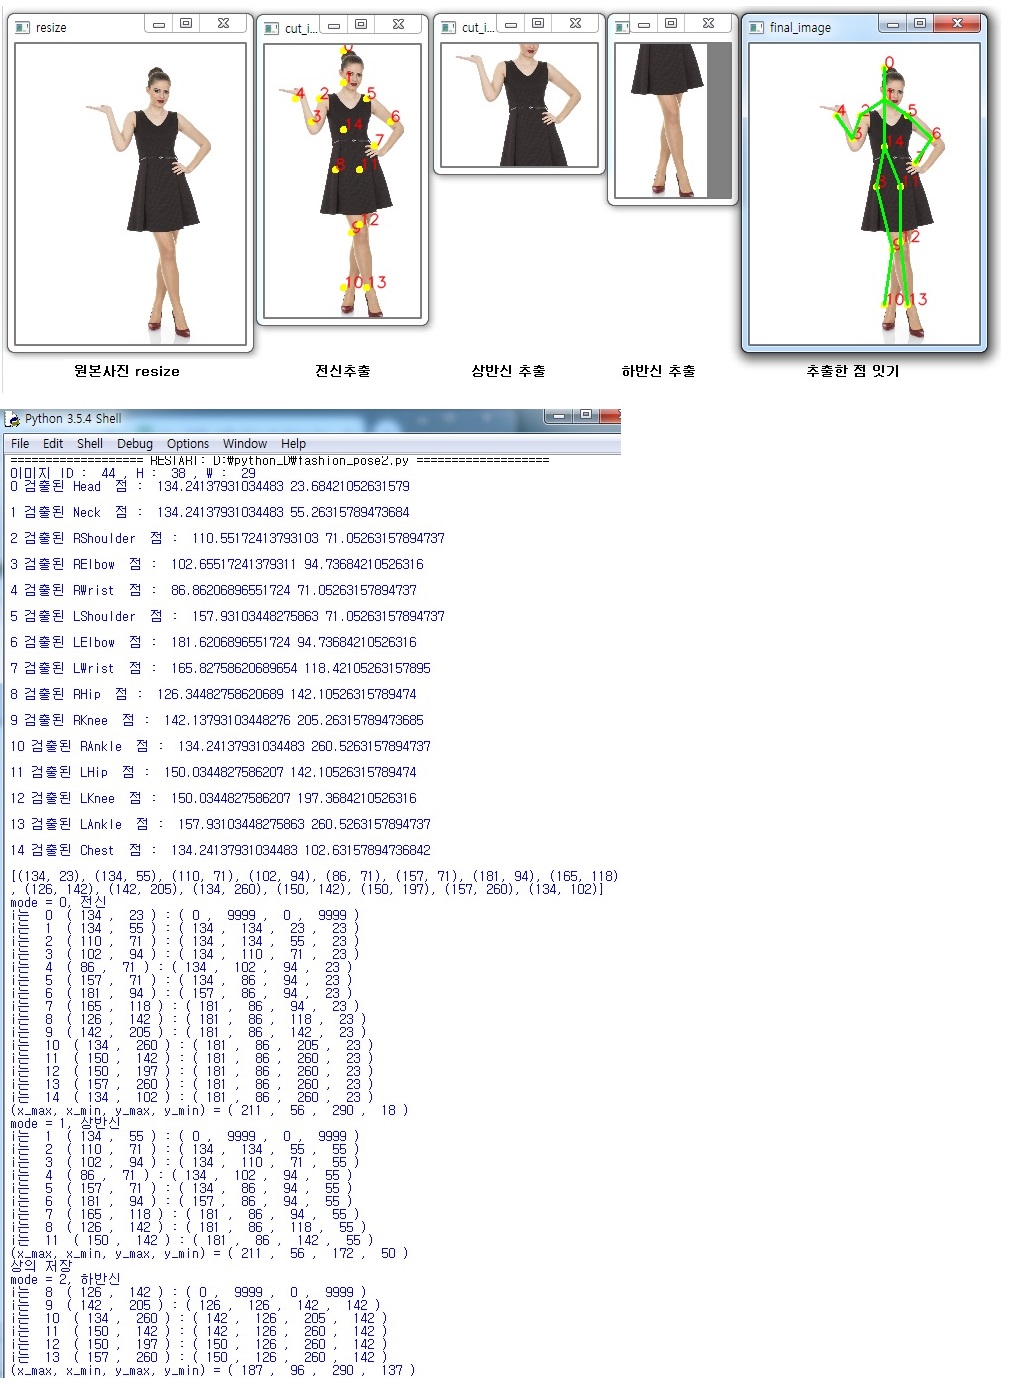 resize
cut_i...
cut_i...
final_image
0
1
4 2 5
3 14 6
7
8 11
12
9
10 13
0
1
4 2 5
3 14 6
7
8 11
12
9
10 13
원본사진 resize
전신추출
상반신 추출
하반신 추출
추출한 점 잇기
Python 3.5.4 Shell
File Edit Shell Debug Options Window Help
=================== RESTART: D:\python_D\fashion_pose2.py ===================
이미지 ID : 44 , H : 38 , W : 29
0 검출된 Head 점 : 134.24137931034483 23.68421052631579
1 검출된 Neck 점 : 134.24137931034483 55.26315789473684
2 검출된 RShoulder 점 : 110.55172413793103 71.05263157894737
3 검출된 RElbow 점 : 102.65517241379311 94.73684210526316
4 검출된 RWrist 점 : 86.86206896551724 71.05263157894737
5 검출된 LShoulder 점 : 157.93103448275863 71.05263157894737
6 검출된 LElbow 점 : 181.6206896551724 94.73684210526316
7 검출된 LWrist 점 : 165.82758620689654 118.42105263157895
8 검출된 RHip 점 : 126.34482758620689 142.10526315789474
9 검출된 RKnee 점 : 142.13793103448276 205.26315789473685
10 검출된 RAnkle 점 : 134.24137931034483 260.5263157894737
11 검출된 LHip 점 : 150.0344827586207 142.10526315789474
12 검출된 LKnee 점 : 150.0344827586207 197.3684210526316
13 검출된 LAnkle 점 : 157.93103448275863 260.5263157894737
14 검출된 Chest 점 : 134.24137931034483 102.63157894736842
[(134, 23), (134, 55), (110, 71), (102, 94), (86, 71), (157, 71), (181, 94), (165, 118)
, (126, 142), (142, 205), (134, 260), (150, 142), (150, 197), (157, 260), (134, 102)]
mode = 0, 전신
i는 0 ( 134 , 23 ) : ( 0 , 9999 , 0 , 9999 )
i는 1 ( 134 , 55 ) : ( 134 , 134 , 23 , 23 )
i는 2 ( 110 , 71 ) : ( 134 , 134 , 55 , 23 )
i는 3 ( 102 , 94 ) : ( 134 , 110 , 71 , 23 )
i는 4 ( 86 , 71 ) : ( 134 , 102 , 94 , 23 )
i는 5 ( 157 , 71 ) : ( 134 , 86 , 94 , 23 )
i는 6 ( 181 , 94 ) : ( 157 , 86 , 94 , 23 )
i는 7 ( 165 , 118 ) : ( 181 , 86 , 94 , 23 )
i는 8 ( 126 , 142 ) : ( 181 , 86 , 118 , 23 )
i는 9 ( 142 , 205 ) : ( 181 , 86 , 142 , 23 )
i는 10 ( 134 , 260 ) : ( 181 , 86 , 205 , 23 )
i는 11 ( 150 , 142 ) : ( 181 , 86 , 260 , 23 )
i는 12 ( 150 , 197 ) : ( 181 , 86 , 260 , 23 )
i는 13 ( 157 , 260 ) : ( 181 , 86 , 260 , 23 )
i는 14 ( 134 , 102 ) : ( 181 , 86 , 260 , 23 )
(x_max, x_min, y_max, y_min) = ( 211 , 56 , 290 , 18 )
mode = 1, 상반신
i는 1 ( 134 , 55 ) : ( 0 , 9999 , 0 , 9999 )
i는 2 ( 110 , 71 ) : ( 134 , 134 , 55 , 55 )
i는 3 ( 102 , 94 ) : ( 134 , 110 , 71 , 55 )
i는 4 ( 86 , 71 ) : ( 134 , 102 , 94 , 55 )
i는 5 ( 157 , 71 ) : ( 134 , 86 , 94 , 55 )
i는 6 ( 181 , 94 ) : ( 157 , 86 , 94 , 55 )
i는 7 ( 165 , 118 ) : ( 181 , 86 , 94 , 55 )
i는 8 ( 126 , 142 ) : ( 181 , 86 , 118 , 55 )
i는 11 ( 150 , 142 ) : ( 181 , 86 , 142 , 55 )
(x_max, x_min, y_max, y_min) = ( 211 , 56 , 172 , 50 )
상의 저장
mode = 2, 하반신
i는 8 ( 126 , 142 ) : ( 0 , 9999 , 0 , 9999 )
i는 9 ( 142 , 205 ) : ( 126 , 126 , 142 , 142 )
i는 10 ( 134 , 260 ) : ( 142 , 126 , 205 , 142 )
i는 11 ( 150 , 142 ) : ( 142 , 126 , 260 , 142 )
i는 12 ( 150 , 197 ) : ( 150 , 126 , 260 , 142 )
i는 13 ( 157 , 260 ) : ( 150 , 126 , 260 , 142 )
(x_max, x_min, y_max, y_min) = ( 187 , 96 , 290 , 137 )